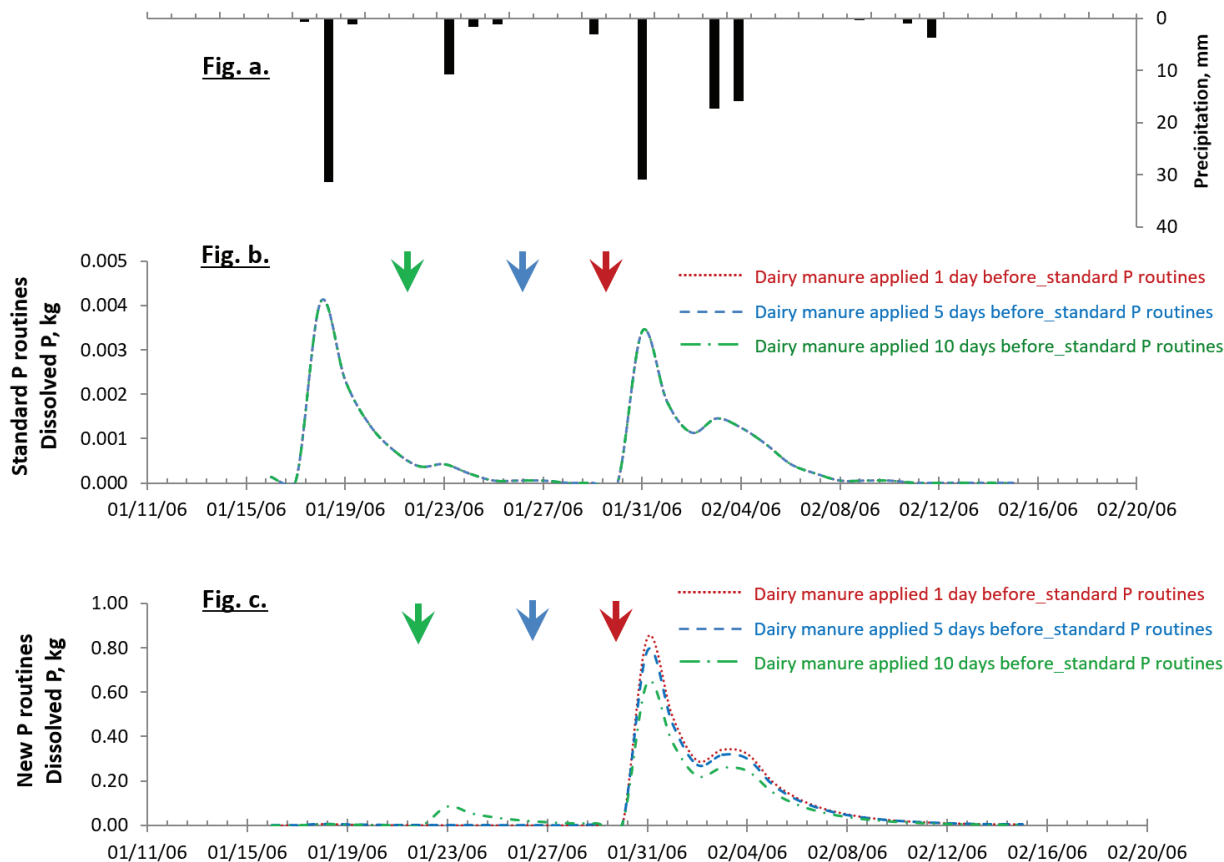 0
10
20
30
40
Precipitation, mm
Fig. a.
Fig. b.
Standard P routines
Dissolved P, kg
0.005
0.004
0.003
0.002
0.001
0.000
Dairy manure applied 1 day before_standard P routines
Dairy manure applied 5 days before_standard P routines
Dairy manure applied 10 days before_standard P routines
01/11/06 01/15/06 01/19/06 01/23/06 01/27/06 01/31/06 02/04/06 02/08/06 02/12/06 02/16/06 02/20/06
Fig. c.
New P routines
Dissolved P, kg
1.00
0.80
0.60
0.40
0.20
0.00
Dairy manure applied 1 day before_standard P routines
Dairy manure applied 5 days before_standard P routines
Dairy manure applied 10 days before_standard P routines
01/11/06 01/15/06 01/19/06 01/23/06 01/27/06 01/31/06 02/04/06 02/08/06 02/12/06 02/16/06 02/20/06